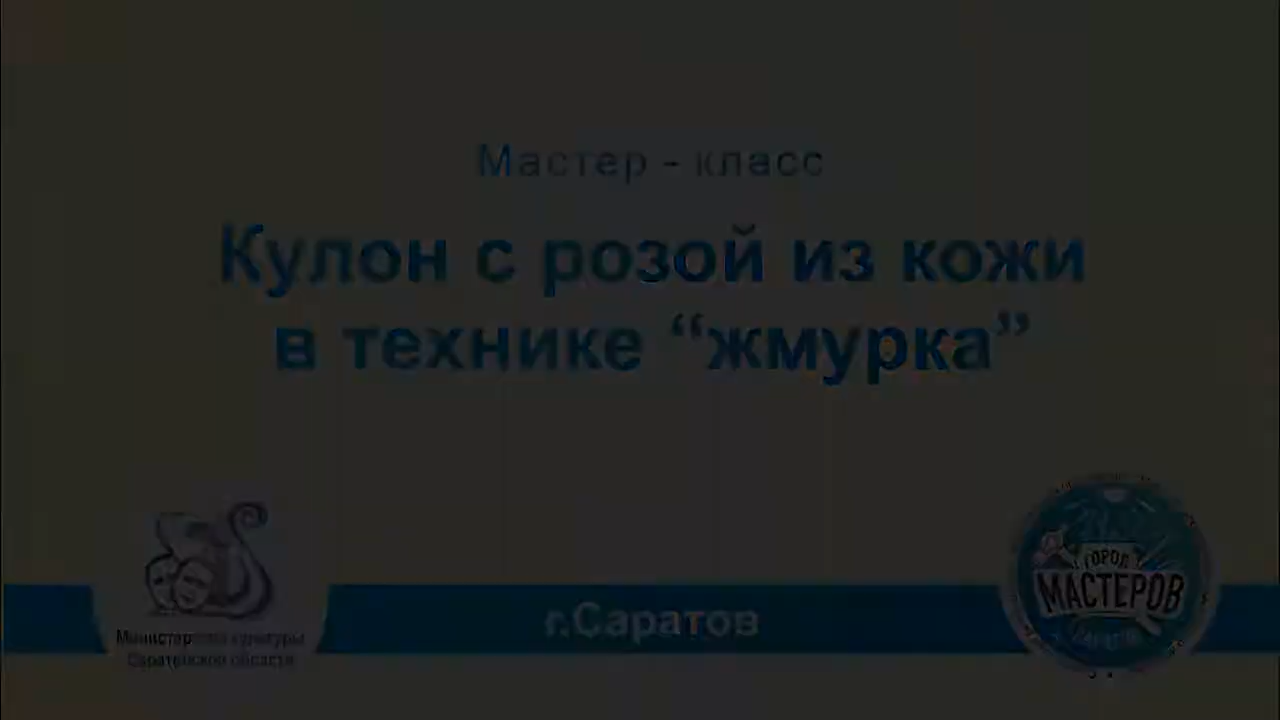 Мастер - класс
Кулон с розой из кожи
в технике “жмурка”
ГОРОД
МАСТЕРОВ
г.Саратов
Министерство культуры
Саратовской области